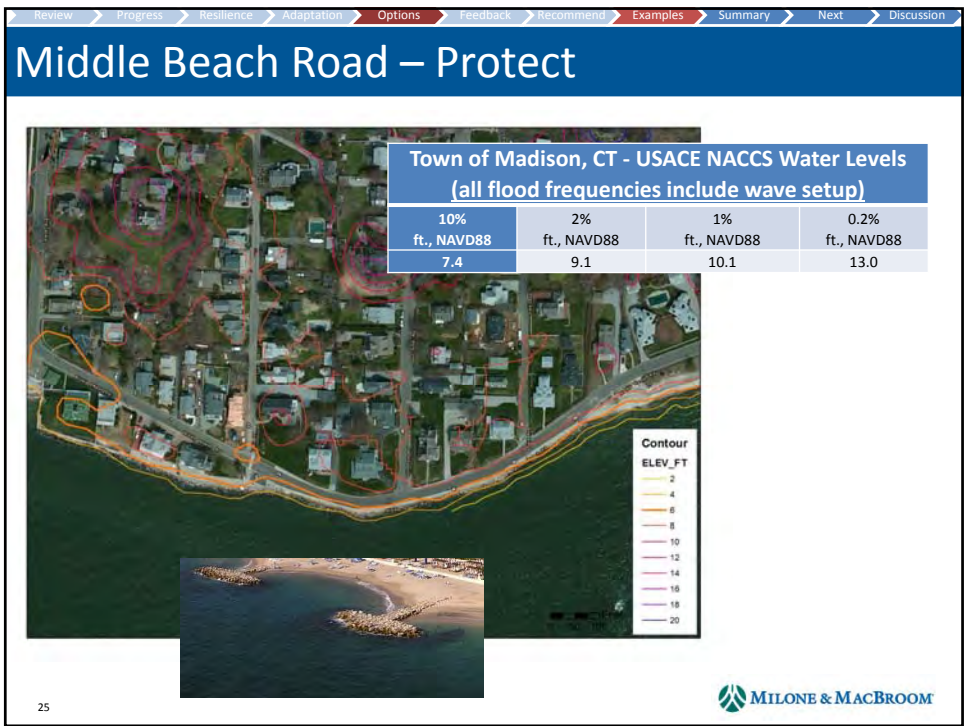 Review Progress Resilience Adaptation Options Feedback Recommend Examples Summary Next Discussion
Middle Beach Road – Protect
Town of Madison, CT - USACE NACCS Water Levels
(all flood frequencies include wave setup)
10% 2% 1% 0.2%
ft., NAVD88 ft., NAVD88 ft., NAVD88 ft., NAVD88
7.4 9.1 10.1 13.0
Contour
ELEV_FT
2
4
6
8
10
12
14
16
18
20
25
MILONE & MACBROOM